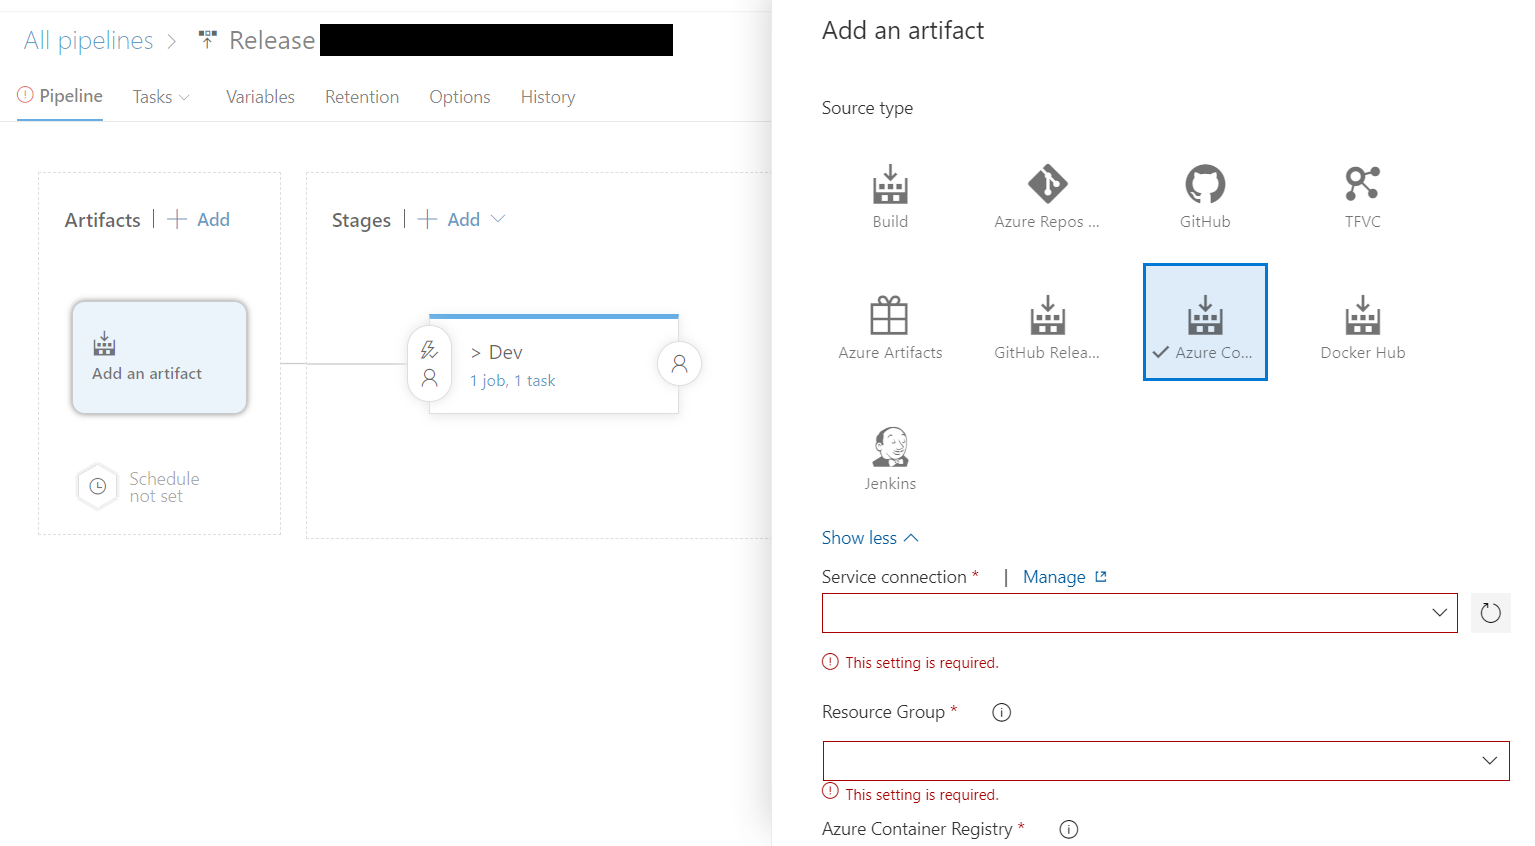 All pipelines > Release
Pipeline Tasks Variables Retention Options History
Artifacts | + Add
Add an artifact
Schedule
not set
Stages | + Add
> Dev
1 job, 1 task
Add an artifact
Source type
Build Azure Repos ... GitHub TFVC
Azure Artifacts GitHub Relea... Azure Co... Docker Hub
Jenkins
Show less
Service connection * | Manage
This setting is required.
Resource Group *
This setting is required.
Azure Container Registry *